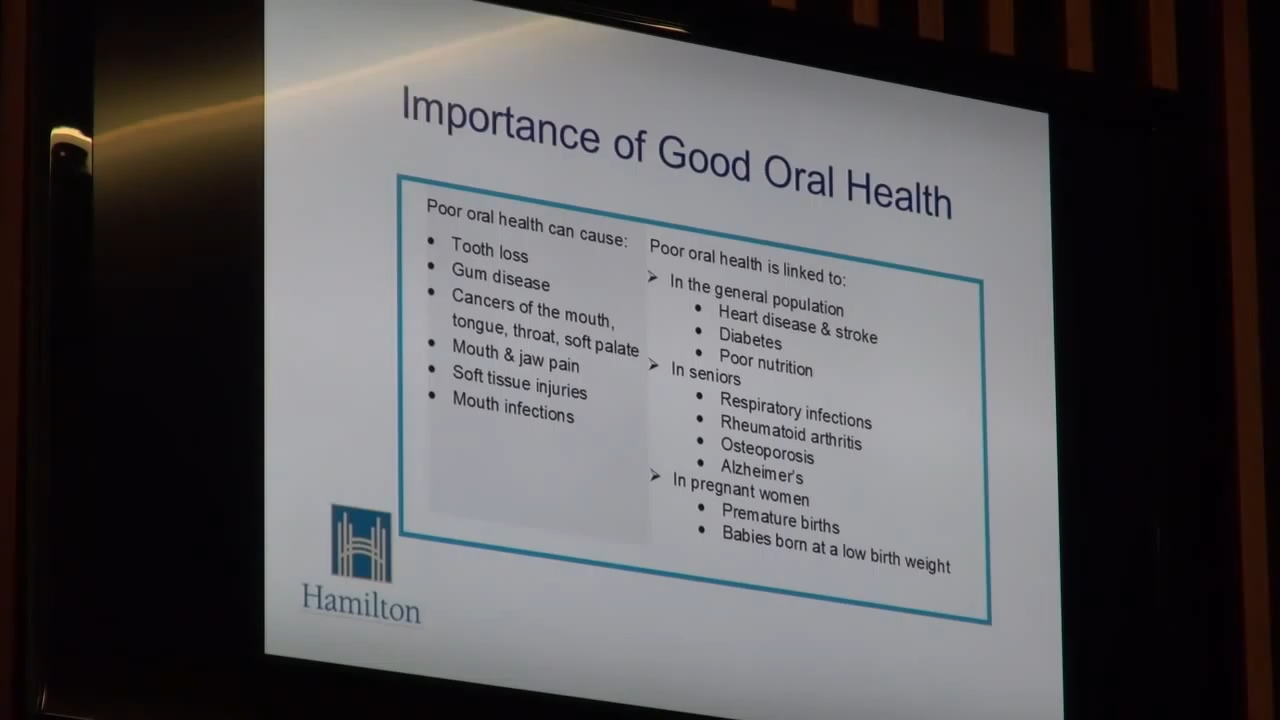 Importance of Good Oral Health
Poor oral health can cause:
• Tooth loss
• Gum disease
• Cancers of the mouth,
tongue, throat, soft palate
• Mouth & jaw pain
• Soft tissue injuries
• Mouth infections
Poor oral health is linked to:
➢ In the general population
• Heart disease & stroke
• Diabetes
• Poor nutrition
➢ In seniors
• Respiratory infections
• Rheumatoid arthritis
• Osteoporosis
• Alzheimer's
➢ In pregnant women
• Premature births
• Babies born at a low birth weight
Hamilton